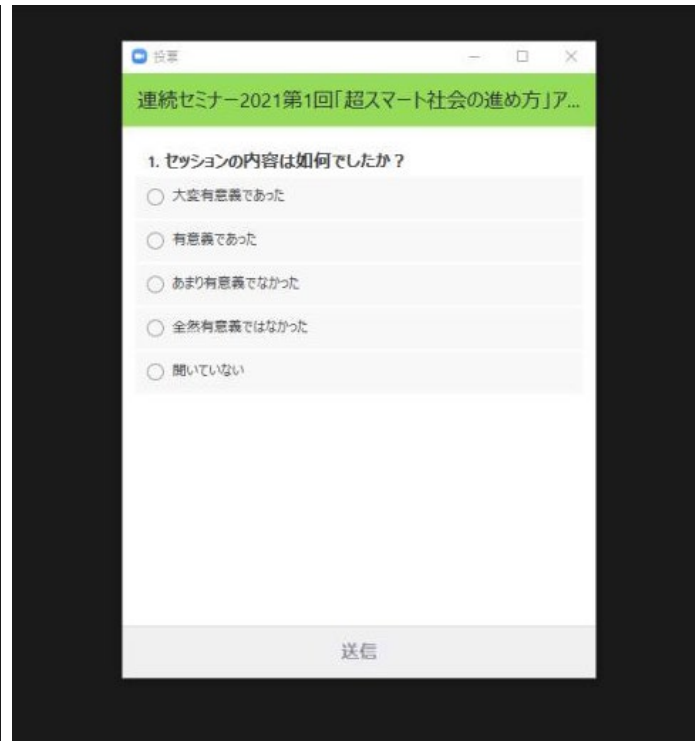 投票
連続セミナー2021第1回「超スマート社会の進め方」ア...
1. セッションの内容は如何でしたか？
大変有意義であった
有意義であった
あまり有意義でなかった
全然有意義ではなかった
聞いていない
送信